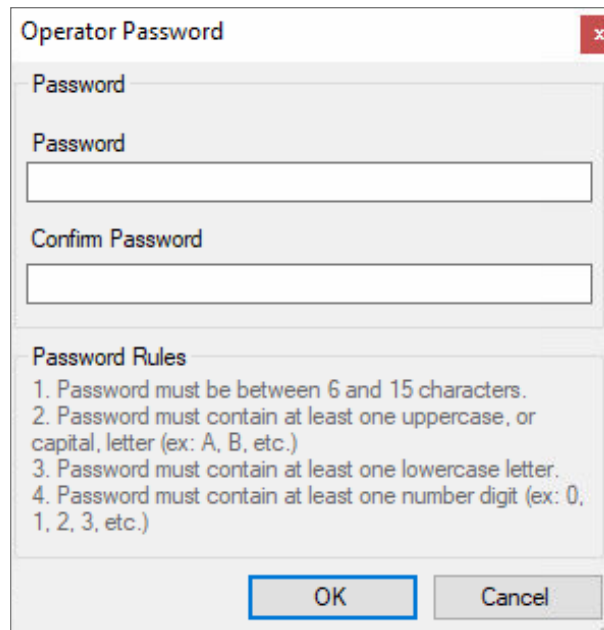 Operator Password
x
Password
Password
Confirm Password
Password Rules
1. Password must be between 6 and 15 characters.
2. Password must contain at least one uppercase, or
capital, letter (ex: A, B, etc.)
3. Password must contain at least one lowercase letter.
4. Password must contain at least one number digit (ex: 0,
1, 2, 3, etc.)
OK
Cancel